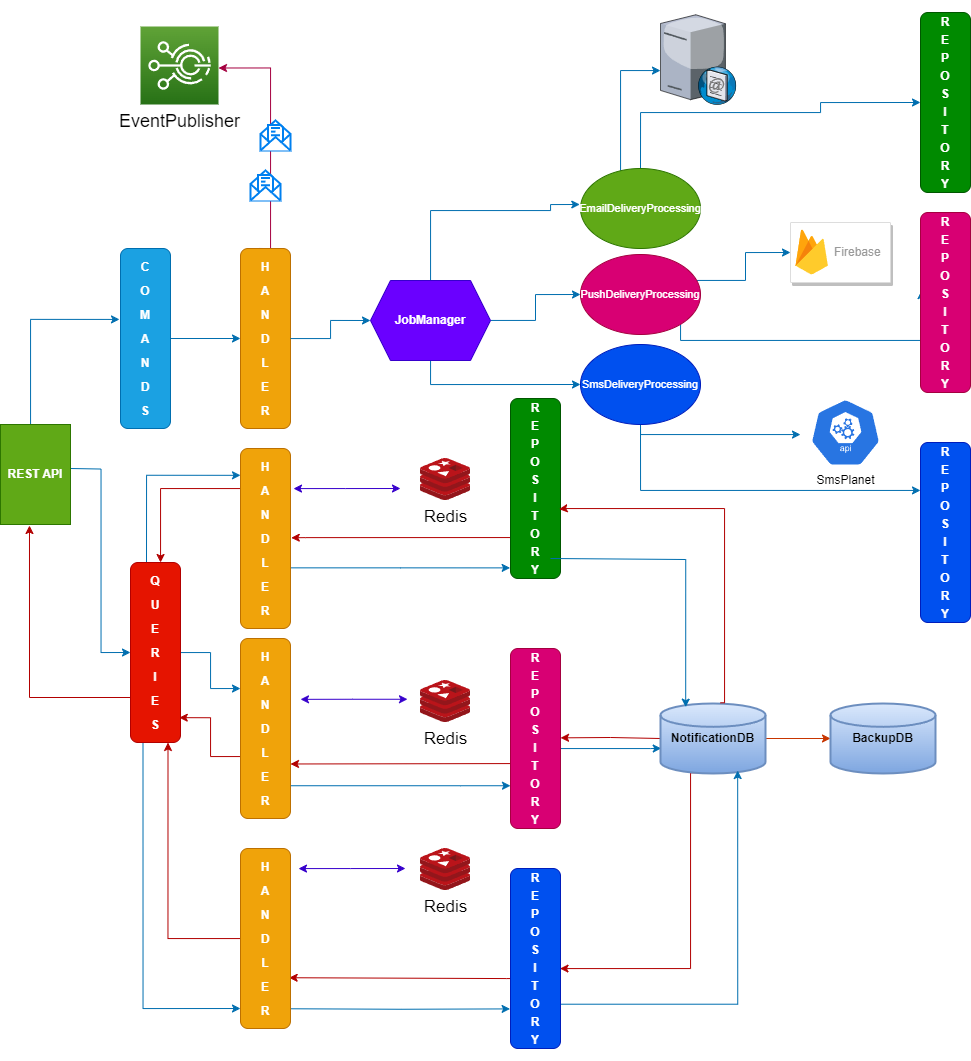 EventPublisher
REPOSITORY
EmailDeliveryProcessing
REPOSITORY
Firebase
COMANDS
HANDLER
JobManager
PushDeliveryProcessing
SmsDeliveryProcessing
REPOSITORY
api
SmsPlanet
REPOSITORY
REST API
HANDLER
Redis
QUERIES
HANDLER
Redis
REPOSITORY
NotificationDB
BackupDB
HANDLER
Redis
REPOSITORY